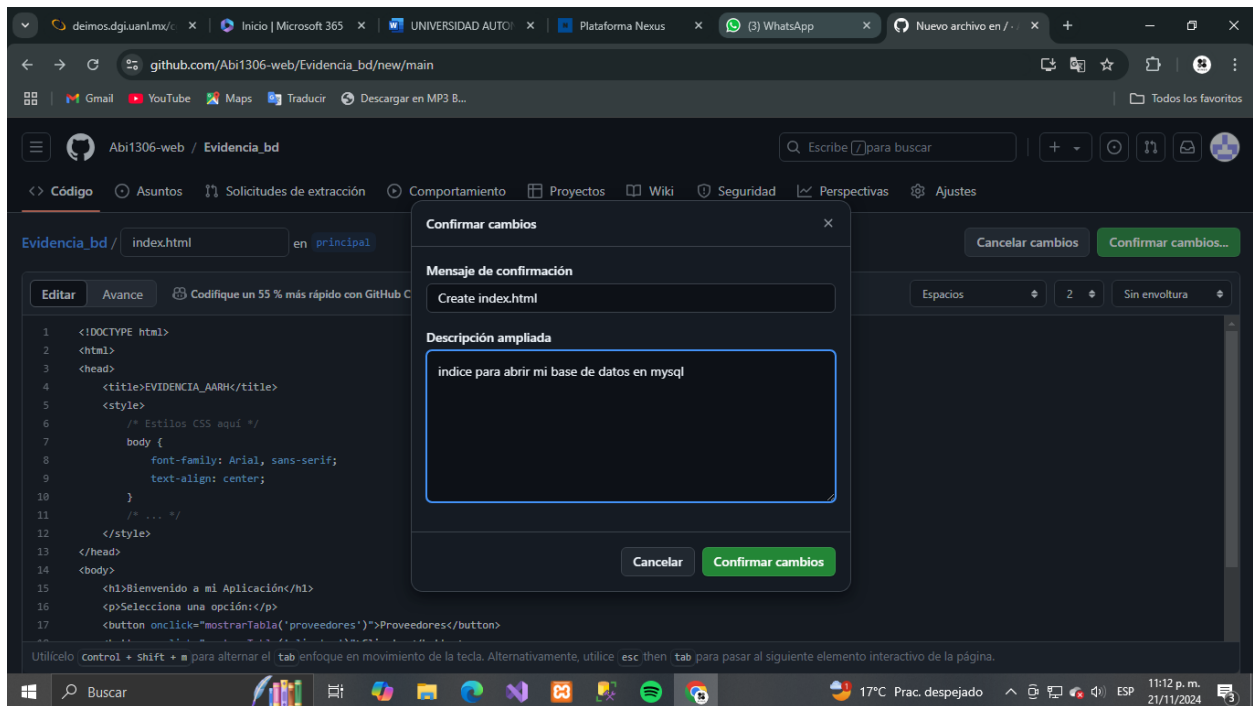 deimos.dgi.uanl.mx/c
Inicio | Microsoft 365
UNIVERSIDAD AUTON
Plataforma Nexus
(3) WhatsApp
Nuevo archivo en / ·
github.com/Abi1306-web/Evidencia_bd/new/main
Gmail YouTube Maps Traducir Descargar en MP3 B... Todos los favoritos
Abi1306-web / Evidencia_bd
Escribe / para buscar
Código Asuntos Solicitudes de extracción Comportamiento Proyectos Wiki Seguridad Perspectivas Ajustes
Evidencia_bd / index.html en principal
Cancelar cambios Confirmar cambios...
Editar Avance Codifique un 55 % más rápido con GitHub C
Espacios 2 Sin envoltura
1 <!DOCTYPE html>
2 <html>
3 <head>
4 <title>EVIDENCIA_AARH</title>
5 <style>
6 /* Estilos CSS aquí */
7 body {
8 font-family: Arial, sans-serif;
9 text-align: center;
10 }
11 /* ... */
12 </style>
13 </head>
14 <body>
15 <h1>Bienvenido a mi Aplicación</h1>
16 <p>Selecciona una opción:</p>
17 <button onclick="mostrarTabla('proveedores')">Proveedores</button>
Confirmar cambios
Mensaje de confirmación
Create index.html
Descripción ampliada
indice para abrir mi base de datos en mysql
Cancelar Confirmar cambios
Utilícelo Control + Shift + m para alternar el tab enfoque en movimiento de la tecla. Alternativamente, utilice esc then tab para pasar al siguiente elemento interactivo de la página.
Buscar
17°C Prac. despejado
ESP
11:12 p. m.
21/11/2024
3